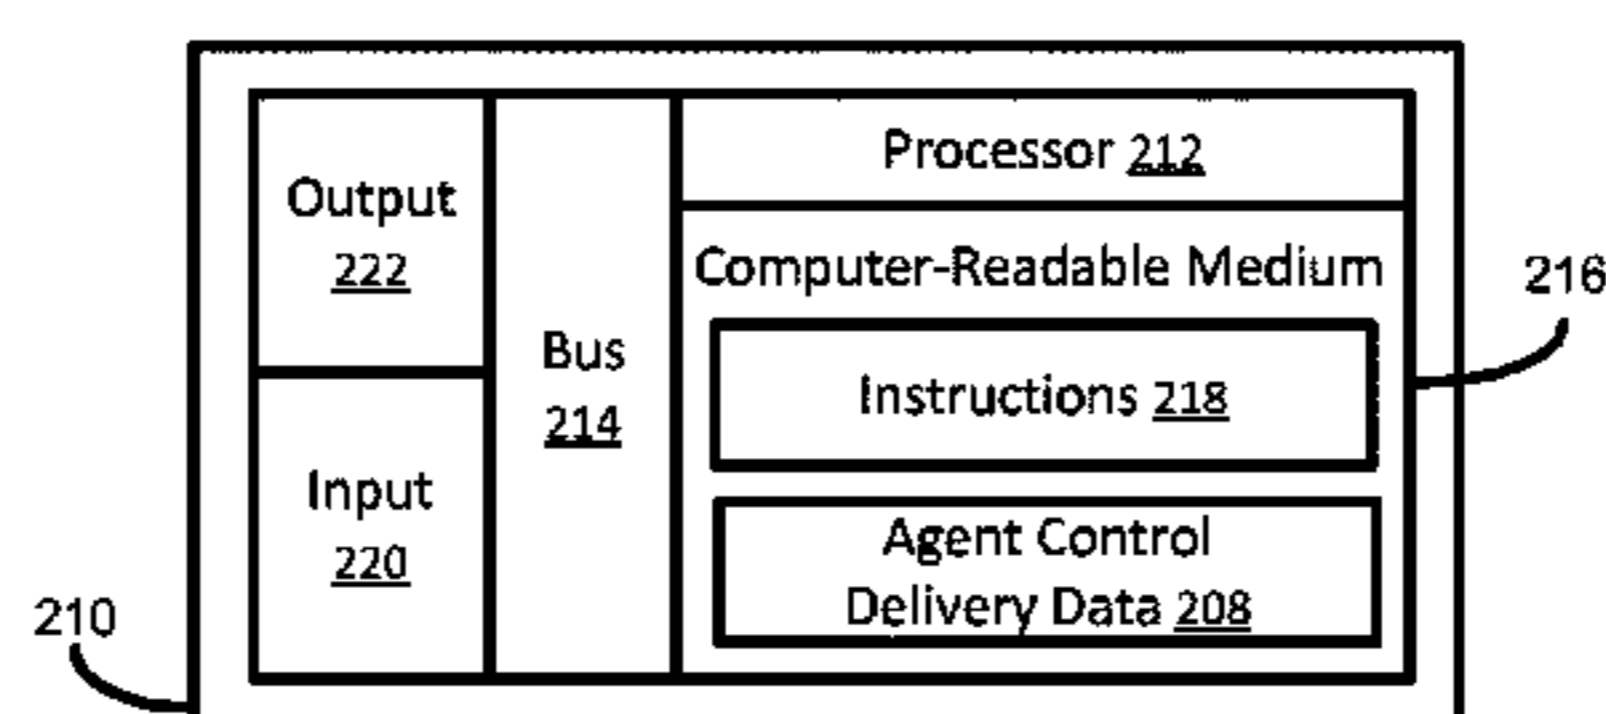 Output
222
Input
220
Bus
214
Processor 212
Computer-Readable Medium
Instructions 218
Agent Control
Delivery Data 208
216
210